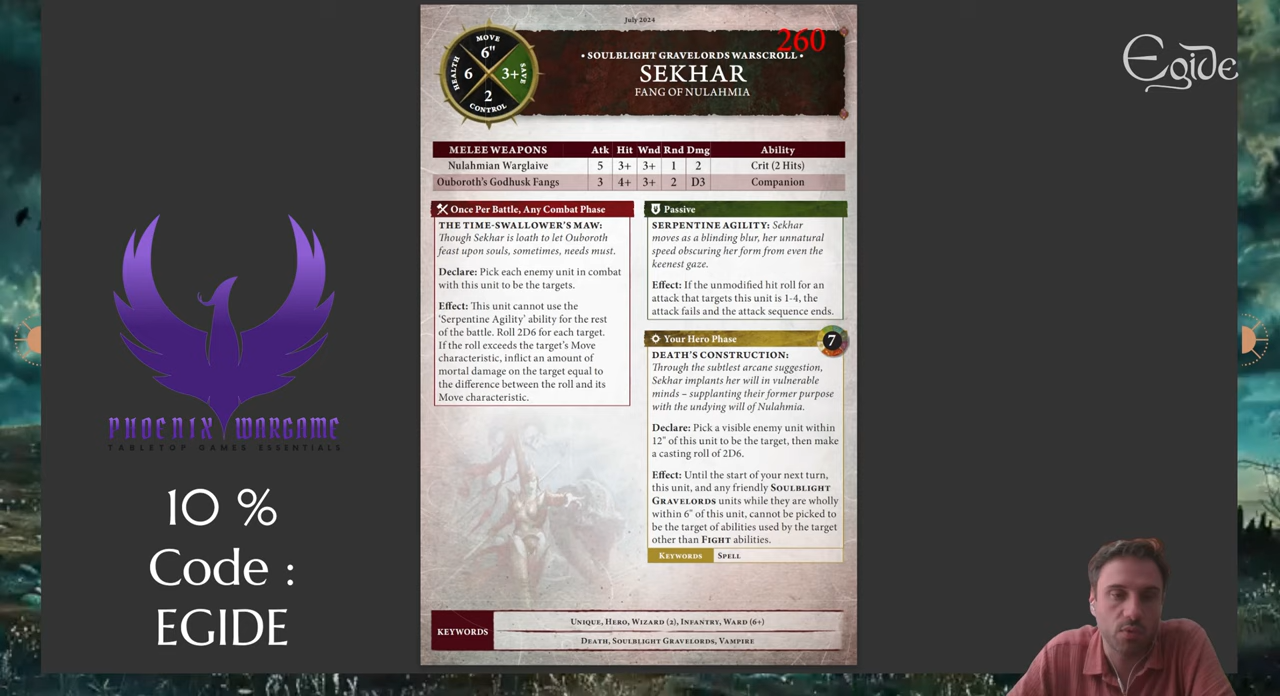 July 2024
260
Egide
MOVE
6"
HEALTH
6
3+
SAVE
2
CONTROL
• SOULBLIGHT GRAVELORDS WARSCROLL •
SEKHAR
FANG OF NULAHMIA
MELEE WEAPONS Atk Hit Wnd Rnd Dmg Ability
Nulahmian Warglaive 5 3+ 3+ 1 2 Crit (2 Hits)
Ouboroth's Godhusk Fangs 3 4+ 3+ 2 D3 Companion
Once Per Battle, Any Combat Phase
THE TIME-SWALLOWER'S MAW:
Though Sekhar is loath to let Ouboroth
feast upon souls, sometimes, needs must.
Declare: Pick each enemy unit in combat
with this unit to be the targets.
Effect: This unit cannot use the
'Serpentine Agility' ability for the rest
of the battle. Roll 2D6 for each target.
If the roll exceeds the target's Move
characteristic, inflict an amount of
mortal damage on the target equal to
the difference between the roll and its
Move characteristic.
Passive
SERPENTINE AGILITY: Sekhar
moves as a blinding blur, her unnatural
speed obscuring her form from even the
keenest gaze.
Effect: If the unmodified hit roll for an
attack that targets this unit is 1-4, the
attack fails and the attack sequence ends.
Your Hero Phase
7
DEATH'S CONSTRUCTION:
Through the subtlest arcane suggestion,
Sekhar implants her will in vulnerable
minds – supplanting their former purpose
with the undying will of Nulahmia.
Declare: Pick a visible enemy unit within
12" of this unit to be the target, then make
a casting roll of 2D6.
Effect: Until the start of your next turn,
this unit, and any friendly SOULBLIGHT
GRAVELORDS units while they are wholly
within 6" of this unit, cannot be picked to
be the target of abilities used by the target
other than FIGHT abilities.
KEYWORDS SPELL
KEYWORDS
UNIQUE, HERO, WIZARD (2), INFANTRY, WARD (6+)
DEATH, SOULBLIGHT GRAVELORDS, VAMPIRE
PHOENIX WARGAME
TABLETOP GAMES ESSENTIALS
10 %
Code :
EGIDE